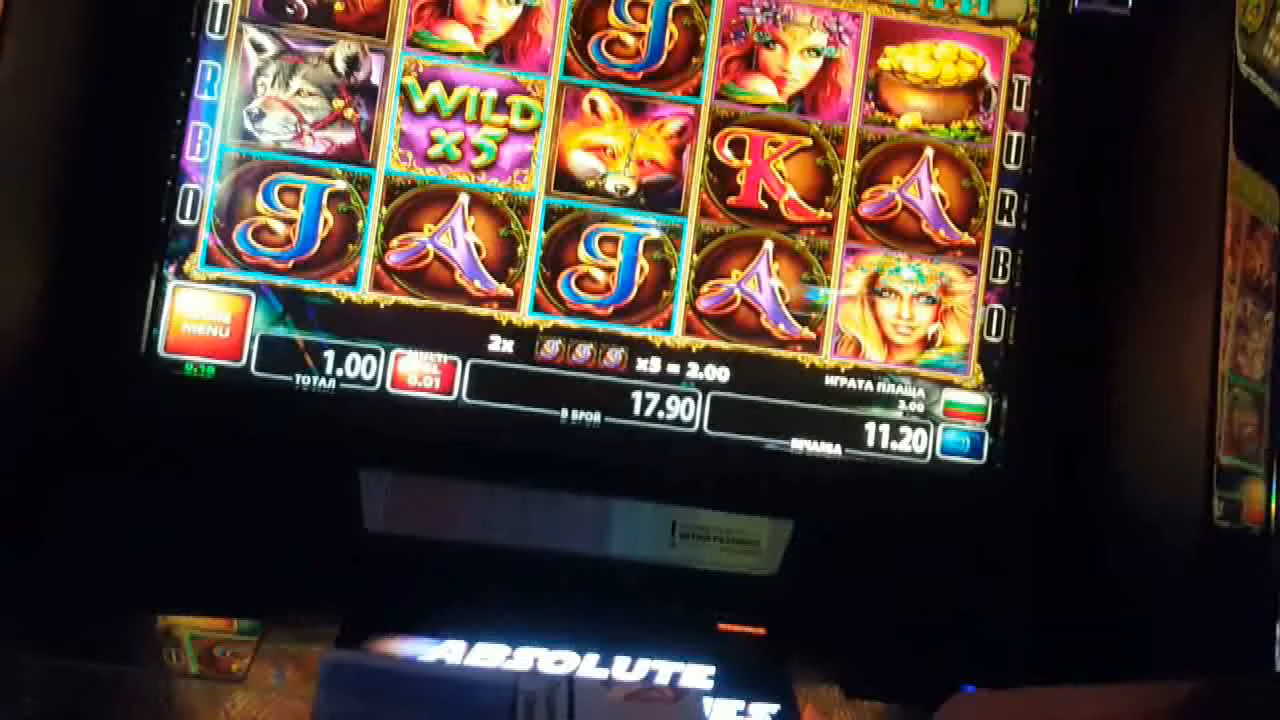 TURBO
TURBO
J
WILD
X5
K
A
J
A
J
A
MENU
1.00
ТОТАЛ
0.01
2x
J J J x5 = 3.00
17.90
В БРОЙ
ИГРАТА ПЛАЩА
3.00
11.20
ПЕЧАЛБА
ABSOLUTE